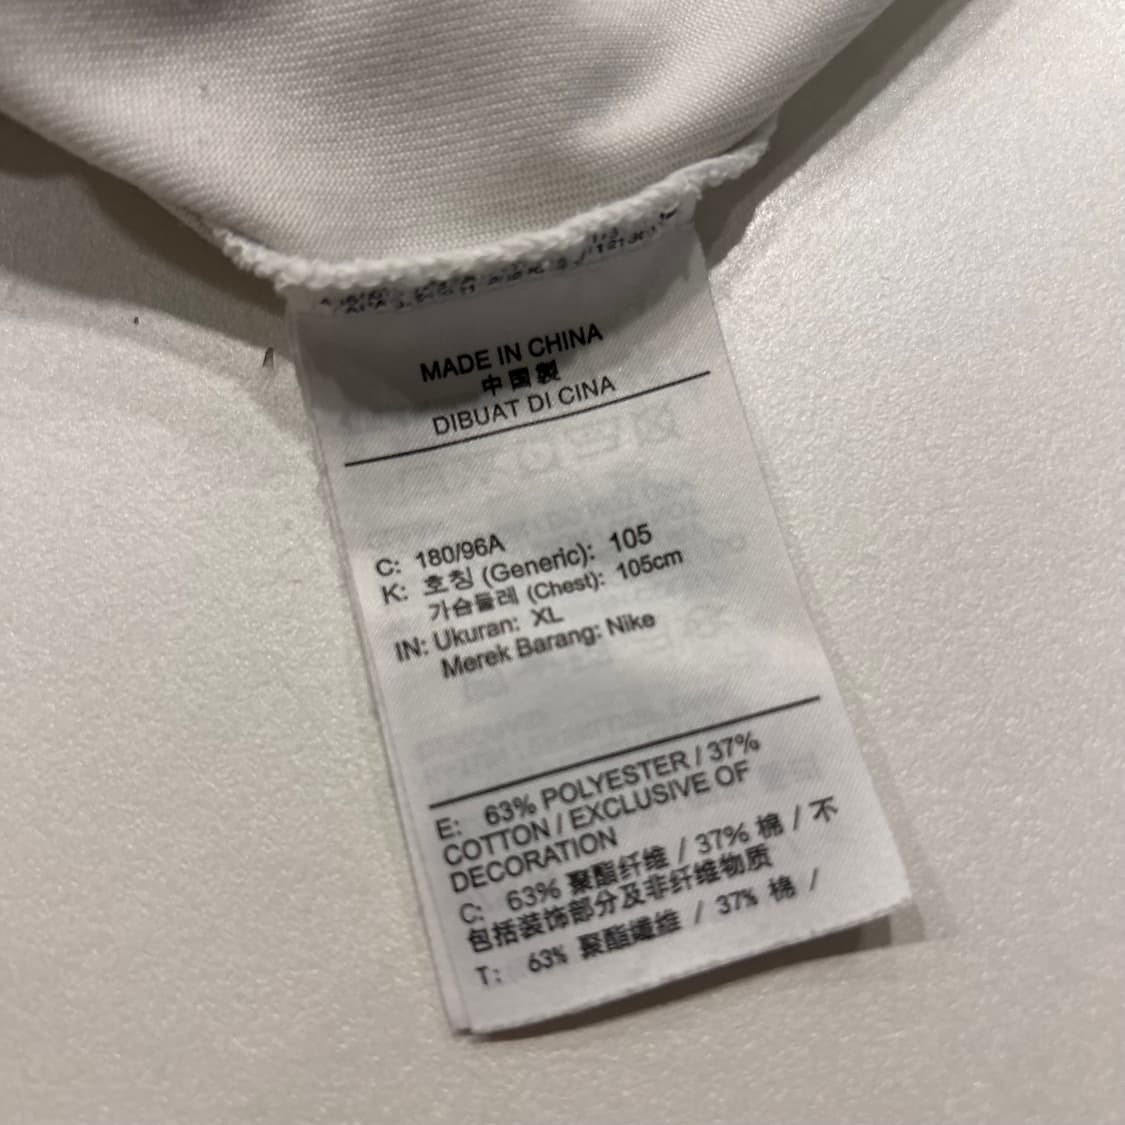 MADE IN CHINA
中国製
DIBUAT DI CINA
C: 180/96A
K: 호칭 (Generic): 105
가슴둘레 (Chest): 105cm
IN: Ukuran: XL
Merek Barang: Nike
E: 63% POLYESTER / 37%
COTTON / EXCLUSIVE OF
DECORATION
C: 63% 聚酯纤维 / 37% 棉 / 不
包括装饰部分及非纤维物质
T: 63% 聚酯纖維 / 37% 棉 /